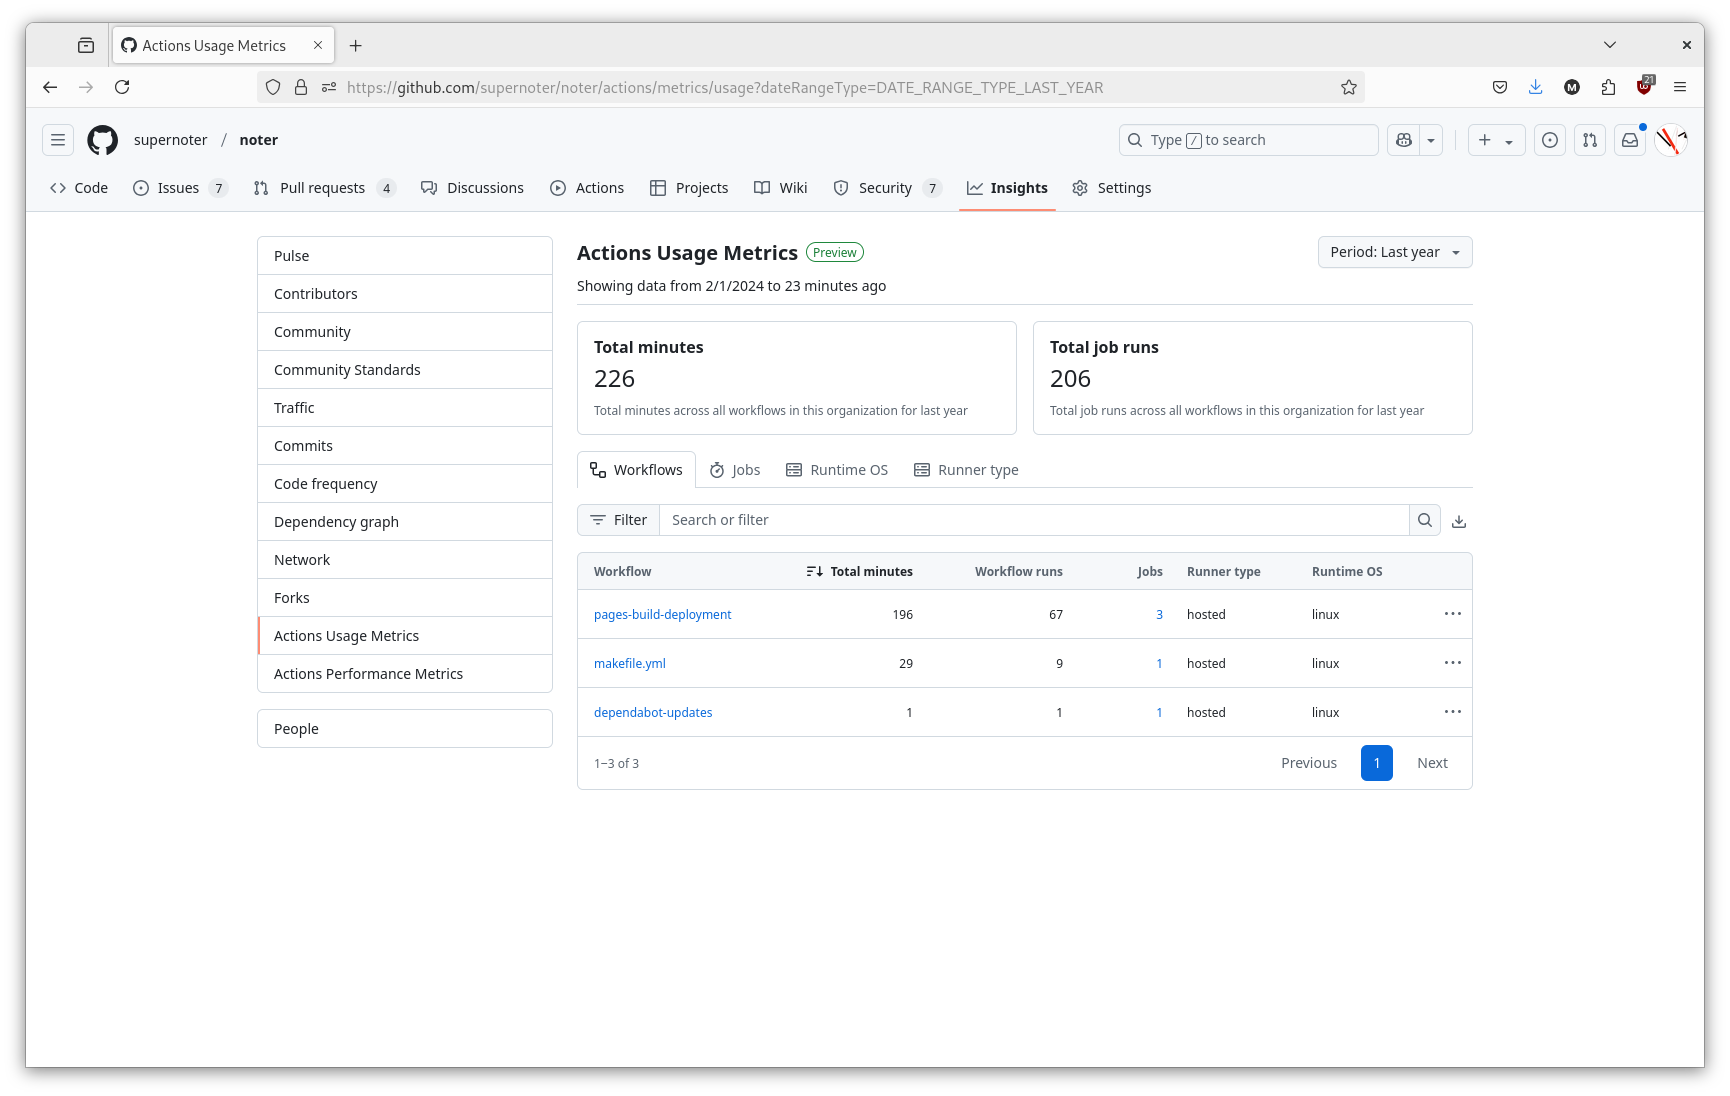 Actions Usage Metrics
https://github.com/supernoter/noter/actions/metrics/usage?dateRangeType=DATE_RANGE_TYPE_LAST_YEAR
M
21
supernoter / noter
Type / to search
Code
Issues 7
Pull requests 4
Discussions
Actions
Projects
Wiki
Security 7
Insights
Settings
Pulse
Contributors
Community
Community Standards
Traffic
Commits
Code frequency
Dependency graph
Network
Forks
Actions Usage Metrics
Actions Performance Metrics
People
Actions Usage Metrics Preview
Period: Last year
Showing data from 2/1/2024 to 23 minutes ago
Total minutes
226
Total minutes across all workflows in this organization for last year
Total job runs
206
Total job runs across all workflows in this organization for last year
Workflows
Jobs
Runtime OS
Runner type
Filter
Search or filter
Workflow Total minutes Workflow runs Jobs Runner type Runtime OS
pages-build-deployment 196 67 3 hosted linux
makefile.yml 29 9 1 hosted linux
dependabot-updates 1 1 1 hosted linux
1–3 of 3
Previous 1 Next